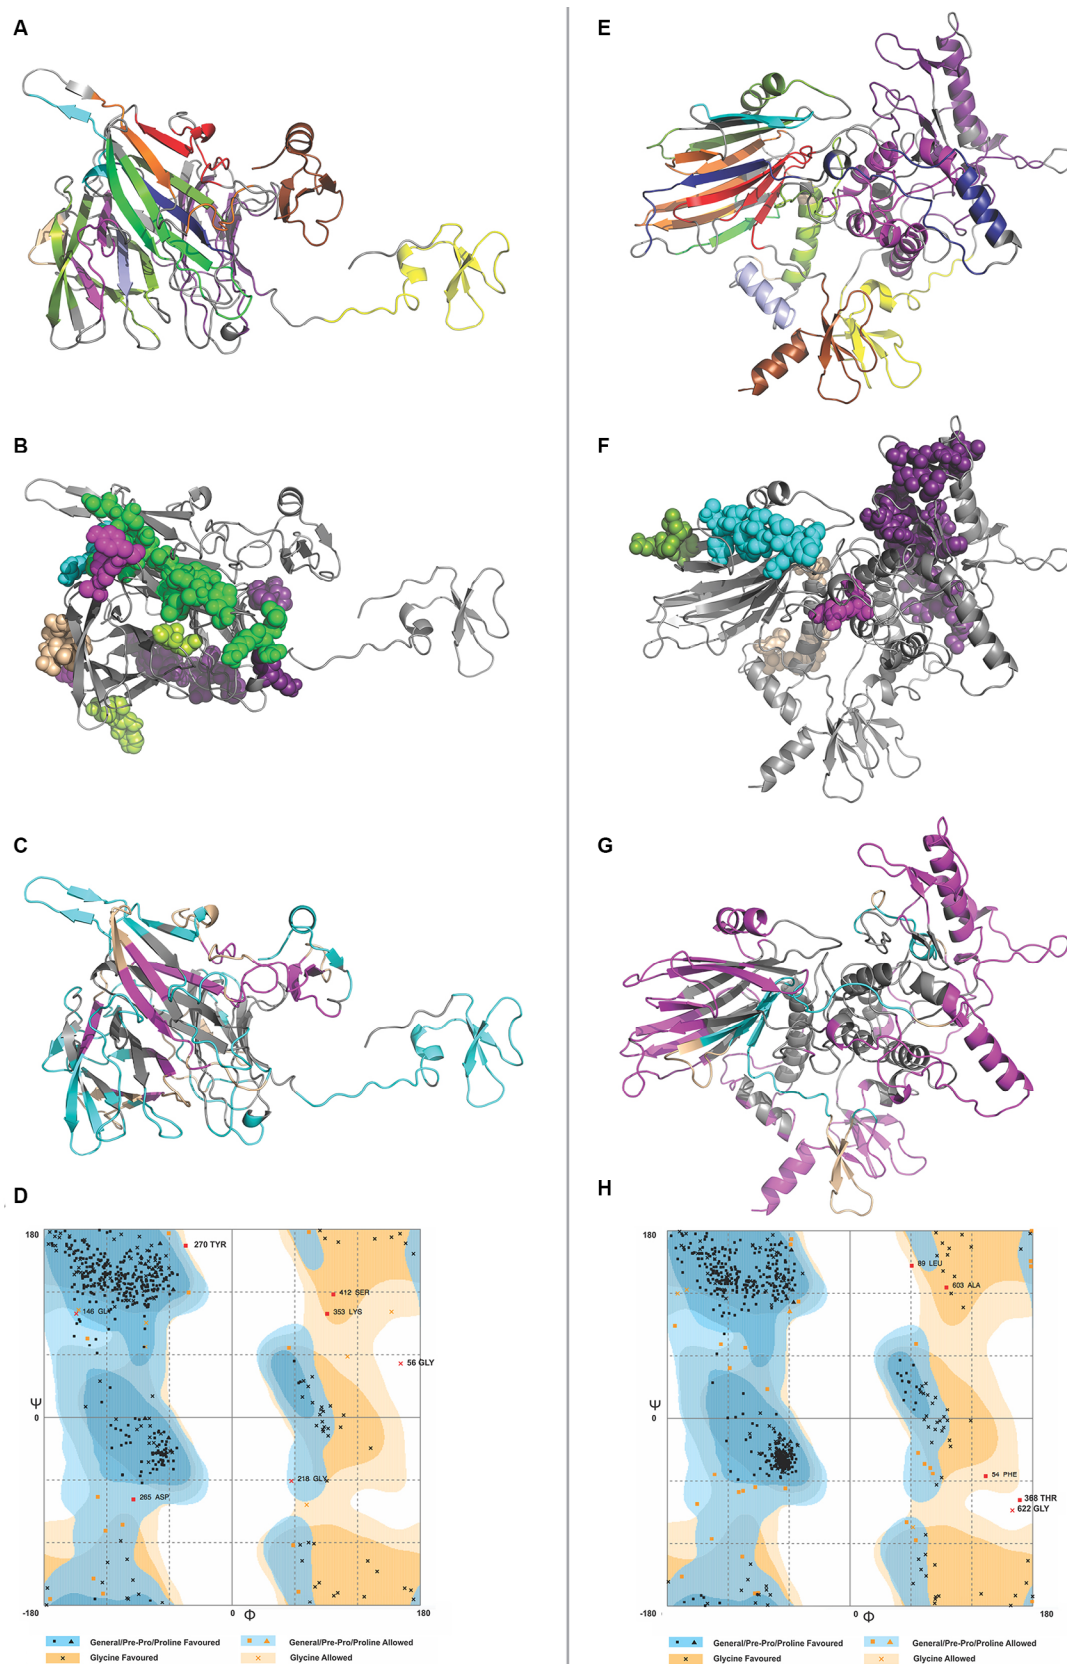 A
E
B
F
C
G
D
H
180
270 TYR
412 SER
353 LYS
146 GLY
56 GLY
Ψ
0
218 GLY
265 ASP
-180
0
Φ
180
General/Pre-Pro/Proline Favoured
General/Pre-Pro/Proline Allowed
Glycine Favoured
Glycine Allowed
180
89 LEU
603 ALA
Ψ
0
54 PHE
368 THR
622 GLY
-180
0
Φ
180
General/Pre-Pro/Proline Favoured
General/Pre-Pro/Proline Allowed
Glycine Favoured
Glycine Allowed